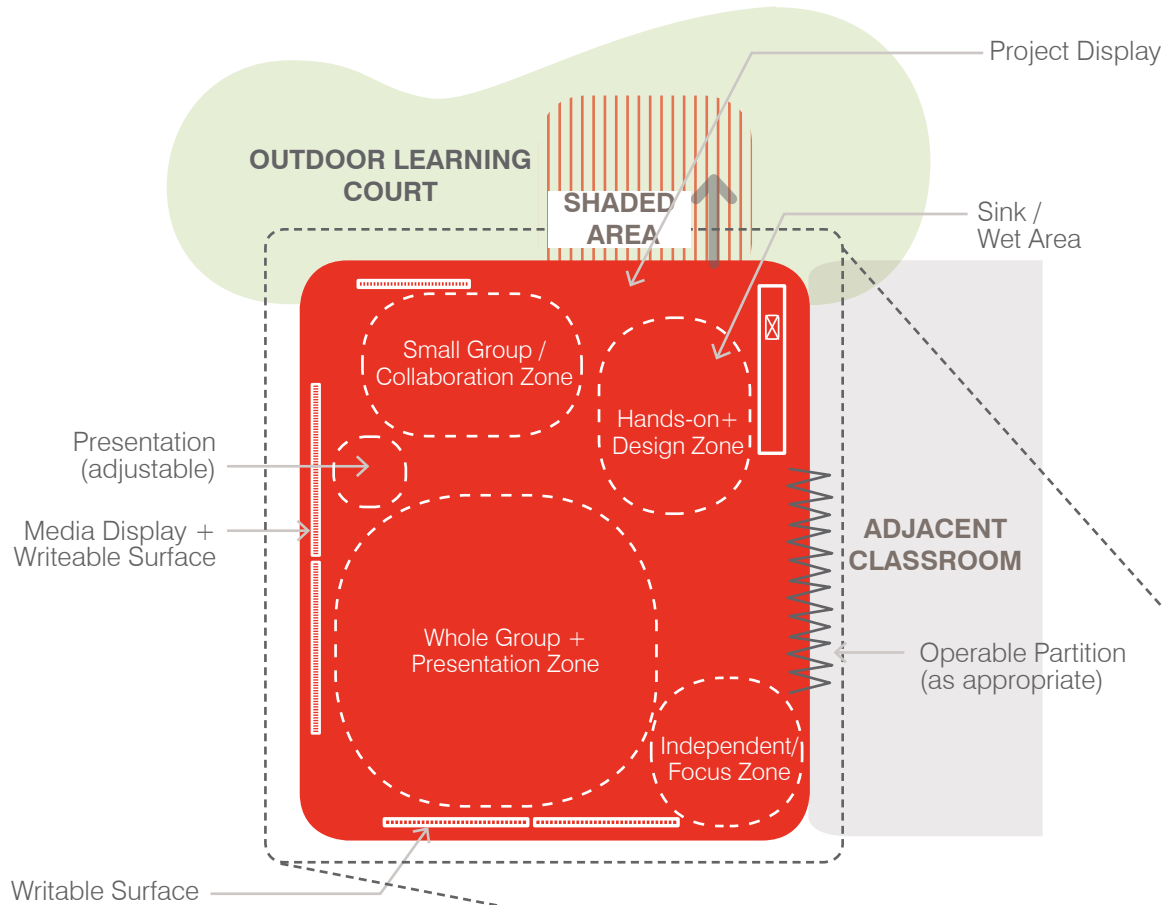 Project Display
OUTDOOR LEARNING
COURT
SHADED
AREA
Sink /
Wet Area
Small Group /
Collaboration Zone
Hands-on+
Design Zone
Presentation
(adjustable)
Media Display +
Writeable Surface
ADJACENT
CLASSROOM
Whole Group +
Presentation Zone
Operable Partition
(as appropriate)
Independent/
Focus Zone
Writable Surface